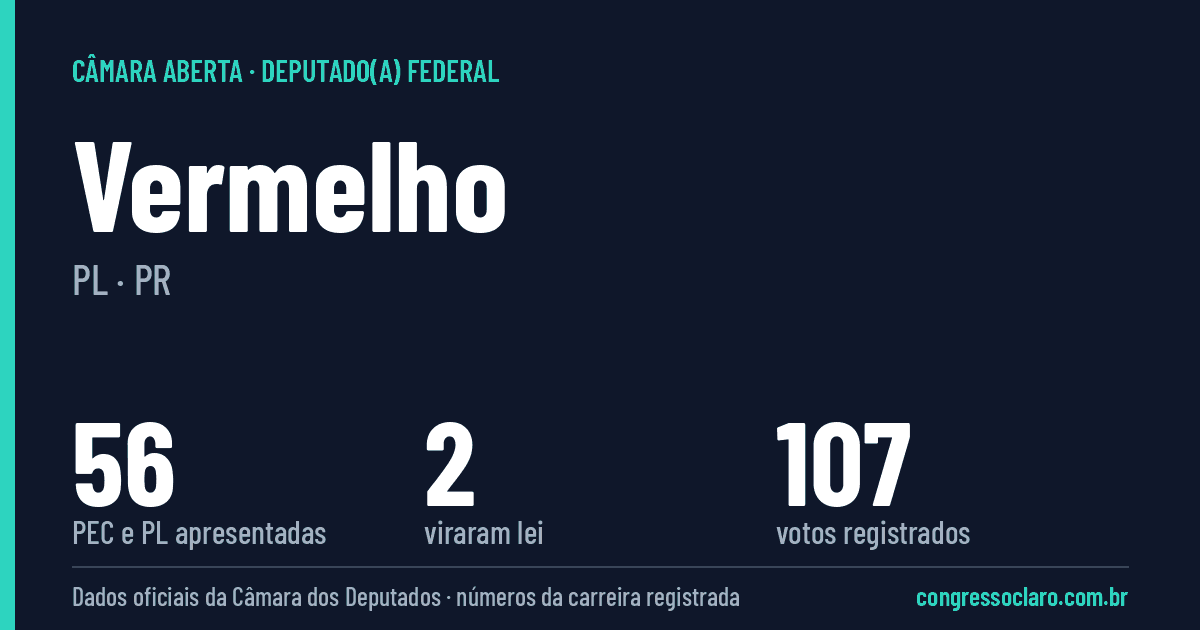 CÂMARA ABERTA · DEPUTADO(A) FEDERAL
Vermelho
PL · PR
56 2 107
PEC e PL apresentadas viraram lei votos registrados
Dados oficiais da Câmara dos Deputados · números da carreira registrada congressoclaro.com.br